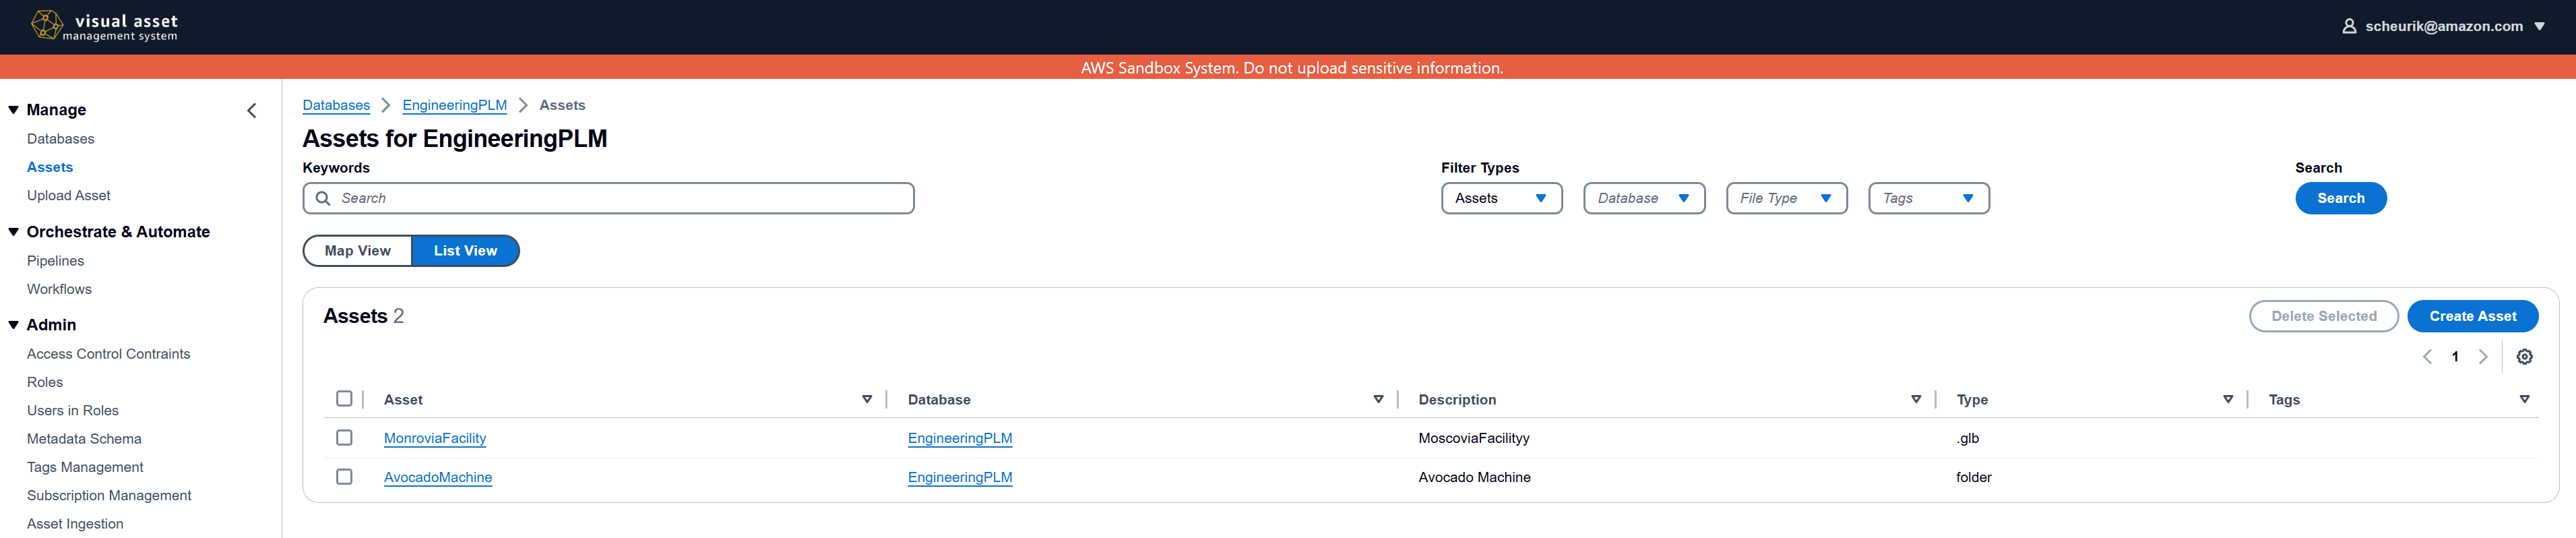 visual asset
management system
scheurik@amazon.com
AWS Sandbox System. Do not upload sensitive information.
Manage
Databases
Assets
Upload Asset
Orchestrate & Automate
Pipelines
Workflows
Admin
Access Control Contraints
Roles
Users in Roles
Metadata Schema
Tags Management
Subscription Management
Asset Ingestion
Databases > EngineeringPLM > Assets
Assets for EngineeringPLM
Keywords Filter Types Search
Search Assets Database File Type Tags Search
Map View List View
Assets 2 Delete Selected Create Asset
1
Asset Database Description Type Tags
MonroviaFacility EngineeringPLM MoscoviaFacilityy .glb
AvocadoMachine EngineeringPLM Avocado Machine folder